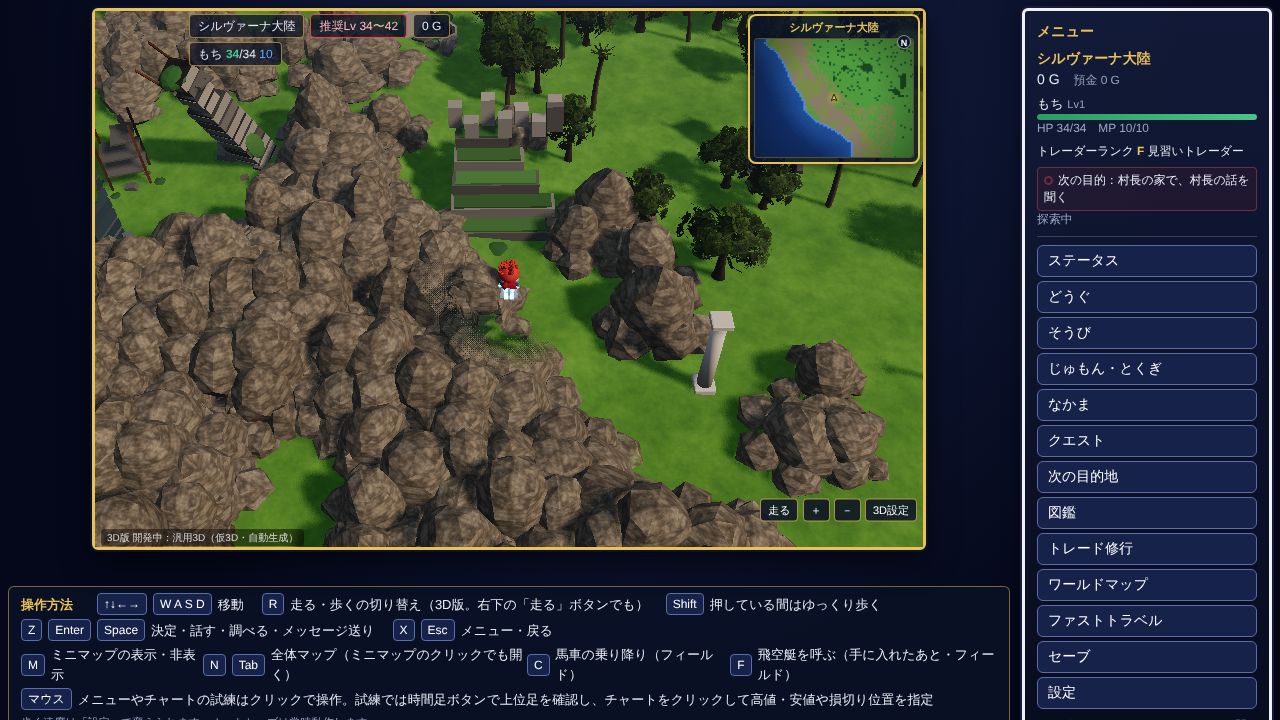 シルヴァーナ大陸 推奨Lv 34〜42 0 G
もち 34/34 10
シルヴァーナ大陸
N
走る ＋ － 3D設定
3D版 開発中：汎用3D（仮3D・自動生成）
操作方法 ↑↓←→ W A S D 移動 R 走る・歩くの切り替え（3D版。右下の「走る」ボタンでも） Shift 押している間はゆっくり歩く
Z Enter Space 決定・話す・調べる・メッセージ送り X Esc メニュー・戻る
M ミニマップの表示・非表示 N Tab 全体マップ（ミニマップのクリックでも開く） C 馬車の乗り降り（フィールド） F 飛空艇を呼ぶ（手に入れたあと・フィールド）
マウス メニューやチャートの試練はクリックで操作。試練では時間足ボタンで上位足を確認し、チャートをクリックして高値・安値や損切り位置を指定
メニュー
シルヴァーナ大陸
0 G 預金 0 G
もち Lv1
HP 34/34 MP 10/10
トレーダーランク F 見習いトレーダー
次の目的：村長の家で、村長の話を
聞く
探索中
ステータス
どうぐ
そうび
じゅもん・とくぎ
なかま
クエスト
次の目的地
図鑑
トレード修行
ワールドマップ
ファストトラベル
セーブ
設定